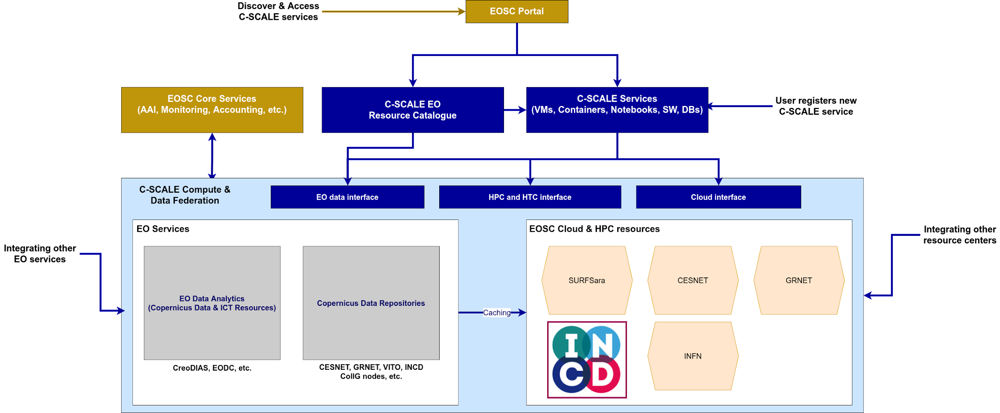 Discover & Access
C-SCALE services
EOSC Portal
EOSC Core Services
(AAI, Monitoring, Accounting, etc.)
C-SCALE EO
Resource Catalogue
C-SCALE Services
(VMs, Containers, Notebooks, SW, DBs)
User registers new
C-SCALE service
C-SCALE Compute &
Data Federation
EO data interface
HPC and HTC interface
Cloud interface
Integrating other
EO services
EO Services
EO Data Analytics
(Copernicus Data & ICT Resources)
CreoDIAS, EODC, etc.
Copernicus Data Repositories
CESNET, GRNET, VITO, INCD
CollG nodes, etc.
Caching
EOSC Cloud & HPC resources
SURFSara
CESNET
GRNET
IN
CD
INFN
Integrating other
resource centers